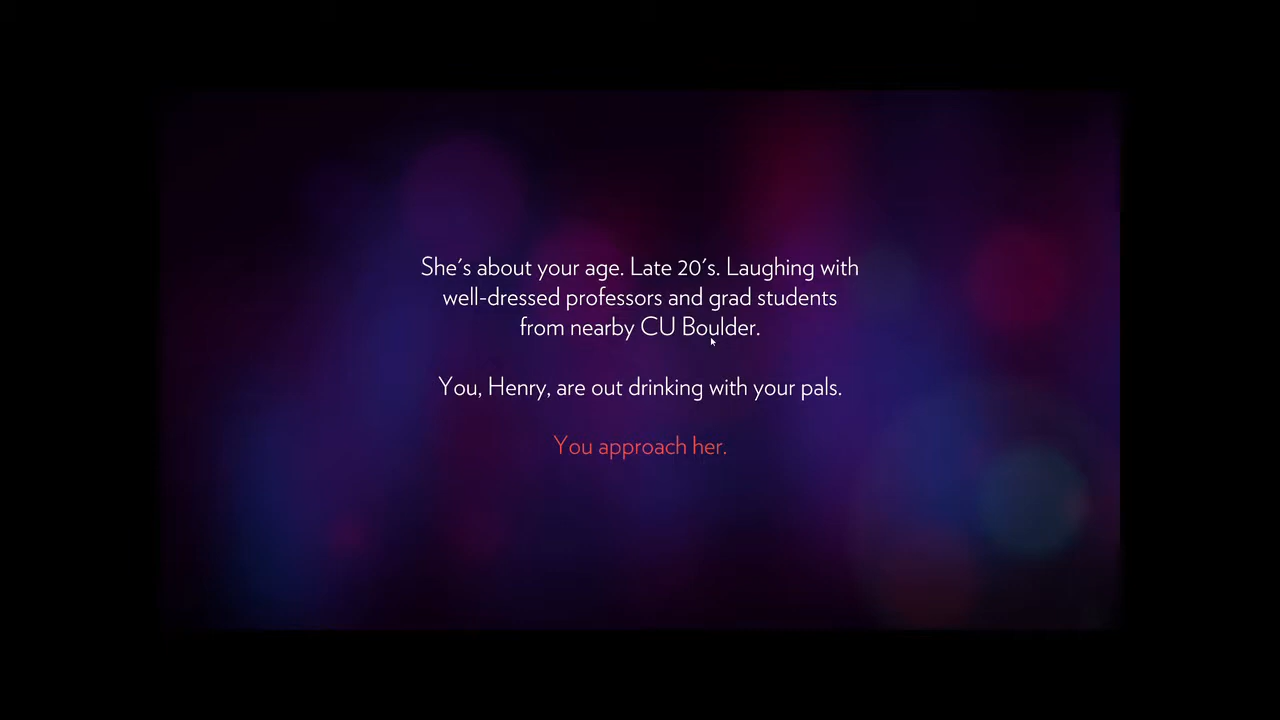 She's about your age. Late 20's. Laughing with
well-dressed professors and grad students
from nearby CU Boulder.
You, Henry, are out drinking with your pals.
You approach her.